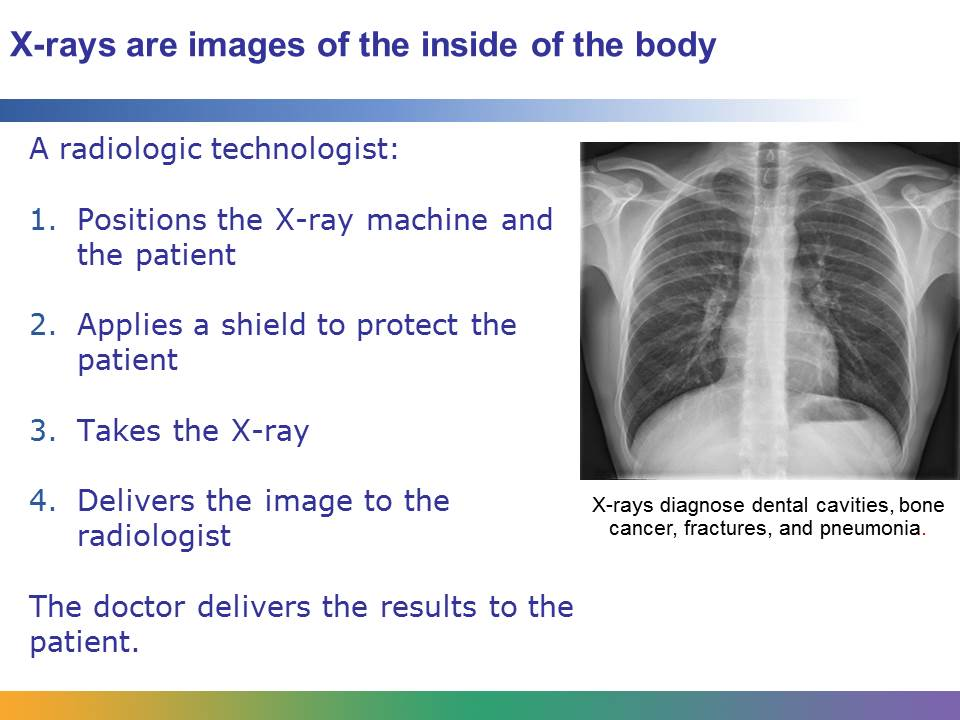 X-rays are images of the inside of the body
A radiologic technologist:
1. Positions the X-ray machine and
the patient
2. Applies a shield to protect the
patient
3. Takes the X-ray
4. Delivers the image to the
radiologist
The doctor delivers the results to the
patient.
X-rays diagnose dental cavities, bone
cancer, fractures, and pneumonia.